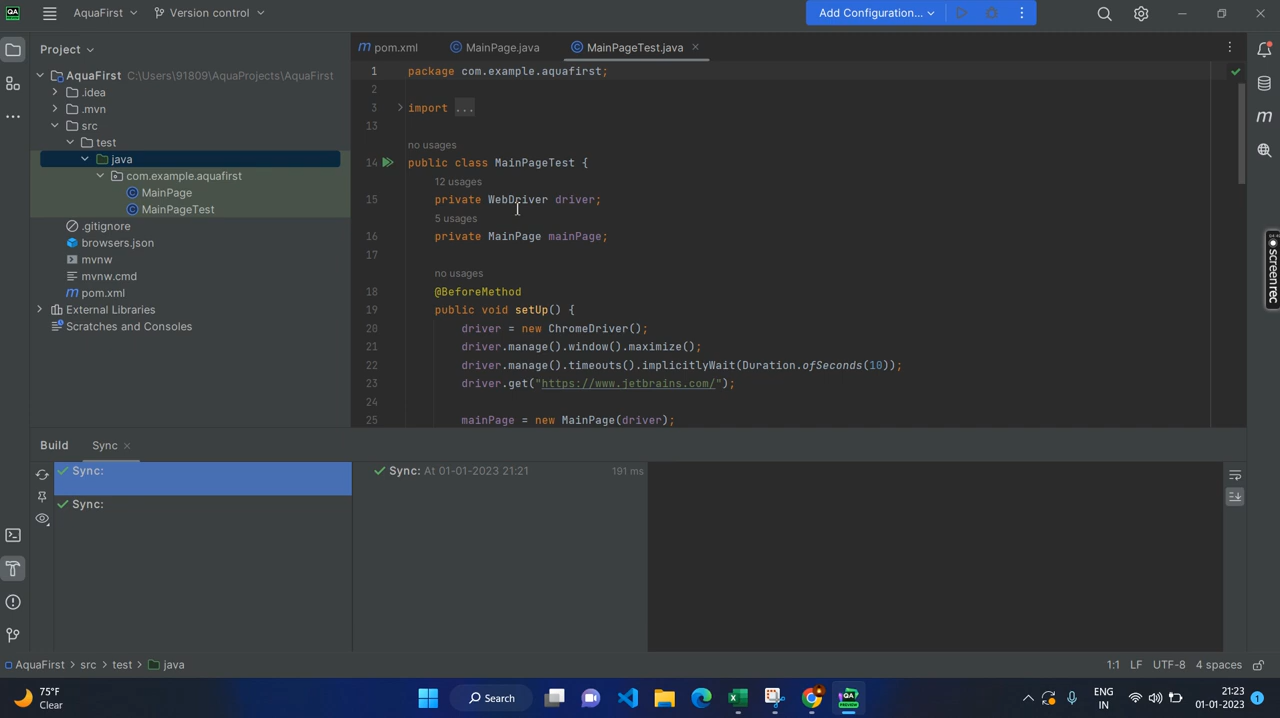 QA
AquaFirst
Version control
Add Configuration...
Project
pom.xml
MainPage.java
MainPageTest.java
AquaFirst C:\Users\91809\AquaProjects\AquaFirst
.idea
.mvn
src
test
java
com.example.aquafirst
MainPage
MainPageTest
.gitignore
browsers.json
mvnw
mvnw.cmd
pom.xml
External Libraries
Scratches and Consoles
1 package com.example.aquafirst;
2
3 import ...
13
no usages
14 public class MainPageTest {
12 usages
15 private WebDriver driver;
5 usages
16 private MainPage mainPage;
17
no usages
18 @BeforeMethod
19 public void setUp() {
20 driver = new ChromeDriver();
21 driver.manage().window().maximize();
22 driver.manage().timeouts().implicitlyWait(Duration.ofSeconds(10));
23 driver.get("https://www.jetbrains.com/");
24
25 mainPage = new MainPage(driver);
screenrec
Build
Sync
Sync:
Sync:
Sync: At 01-01-2023 21:21
191 ms
AquaFirst > src > test > java
1:1 LF UTF-8 4 spaces
75°F
Clear
Search
ENG
IN
21:23
01-01-2023
1